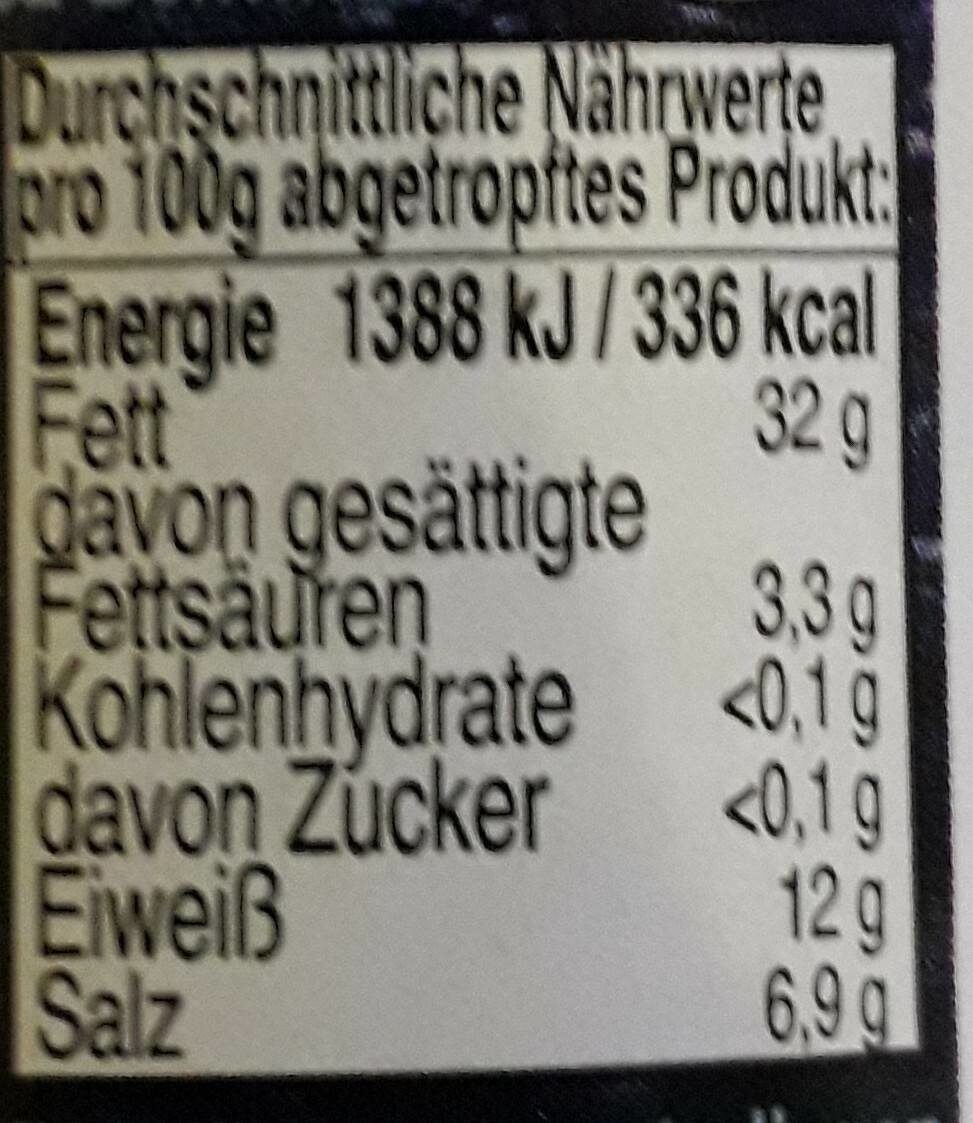 Durchschnittliche Nährwerte
pro 100g abgetropftes Produkt:
Energie 1388 kJ / 336 kcal
Fett 32 g
davon gesättigte
Fettsäuren 3,3 g
Kohlenhydrate <0,1 g
davon Zucker <0,1 g
Eiweiß 12 g
Salz 6,9 g